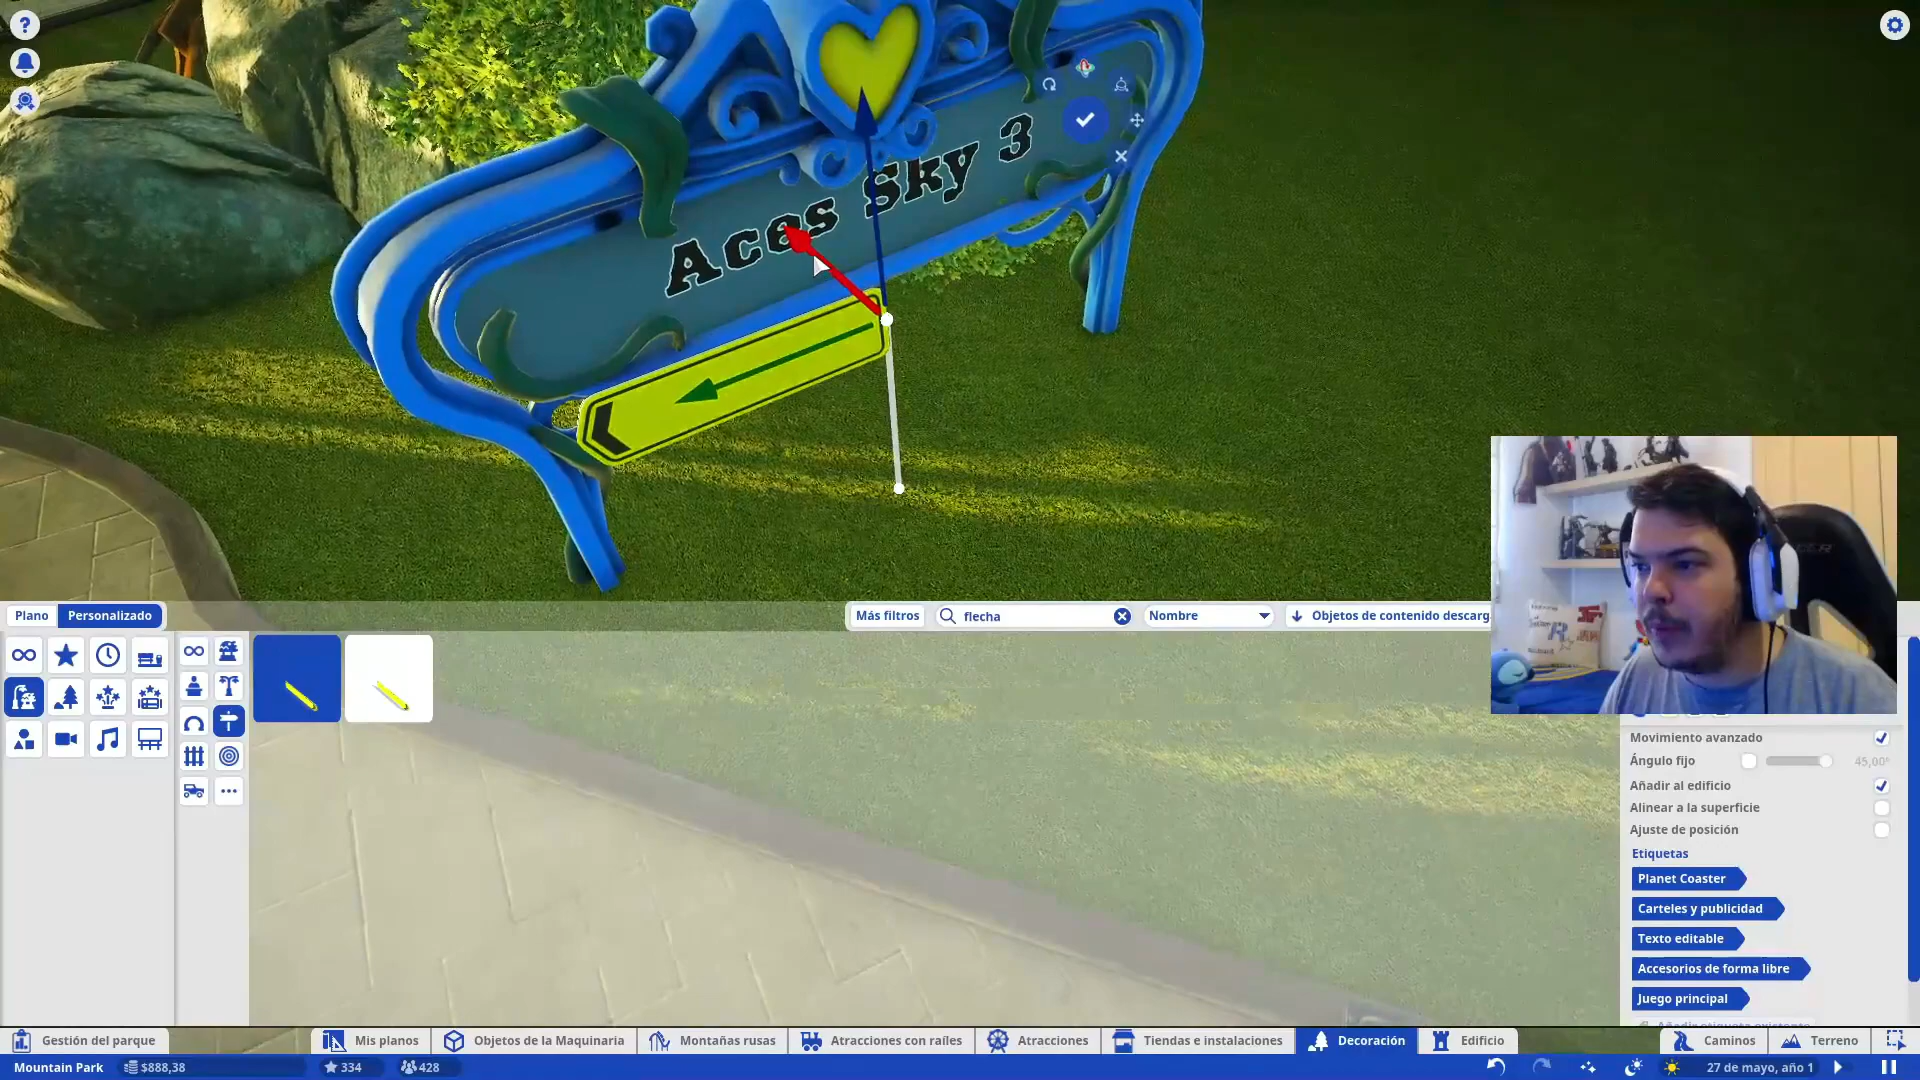 Aces Sky 3
Plano
Personalizado
Más filtros
flecha
Nombre
Objetos de contenido descarg
Movimiento avanzado
Ángulo fijo
45,00°
Añadir al edificio
Alinear a la superficie
Ajuste de posición
Etiquetas
Planet Coaster
Carteles y publicidad
Texto editable
Accesorios de forma libre
Juego principal
Añadir etiqueta existente
Gestión del parque
Mis planos
Objetos de la Maquinaria
Montañas rusas
Atracciones con raíles
Atracciones
Tiendas e instalaciones
Decoración
Edificio
Caminos
Terreno
Mountain Park
$888,38
334
428
27 de mayo, año 1